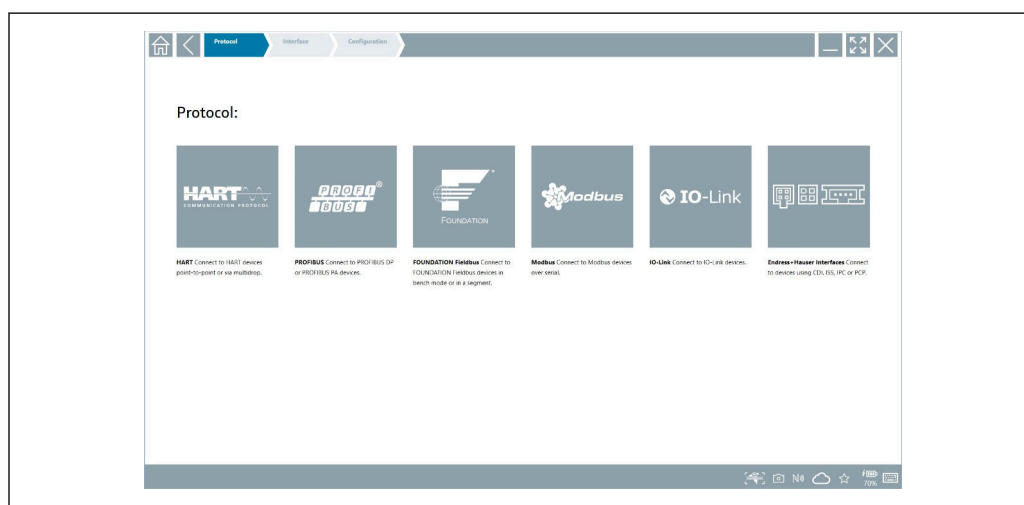 Protocol
Interface
Configuration
Protocol:
HART
COMMUNICATION PROTOCOL
PROFI®
BUS
FOUNDATION
Modbus
IO-Link
HART Connect to HART devices
point-to-point or via multidrop.
PROFIBUS Connect to PROFIBUS DP
or PROFIBUS PA devices.
FOUNDATION Fieldbus Connect to
FOUNDATION Fieldbus devices in
bench mode or in a segment.
Modbus Connect to Modbus devices
over serial.
IO-Link Connect to IO-Link devices.
Endress+Hauser Interfaces Connect
to devices using CDI, ISS, IPC or PCP.
70%